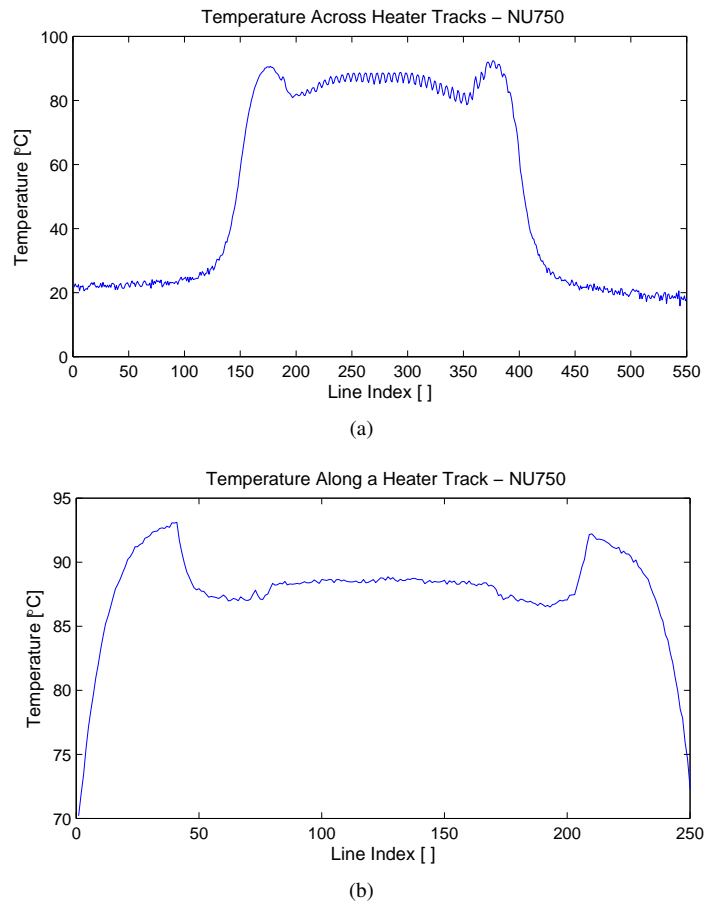 Temperature Across Heater Tracks − NU750
100
80
60
40
20
0
Temperature [°C]
0 50 100 150 200 250 300 350 400 450 500 550
Line Index [ ]
(a)
Temperature Along a Heater Track − NU750
95
90
85
80
75
70
Temperature [°C]
0 50 100 150 200 250
Line Index [ ]
(b)